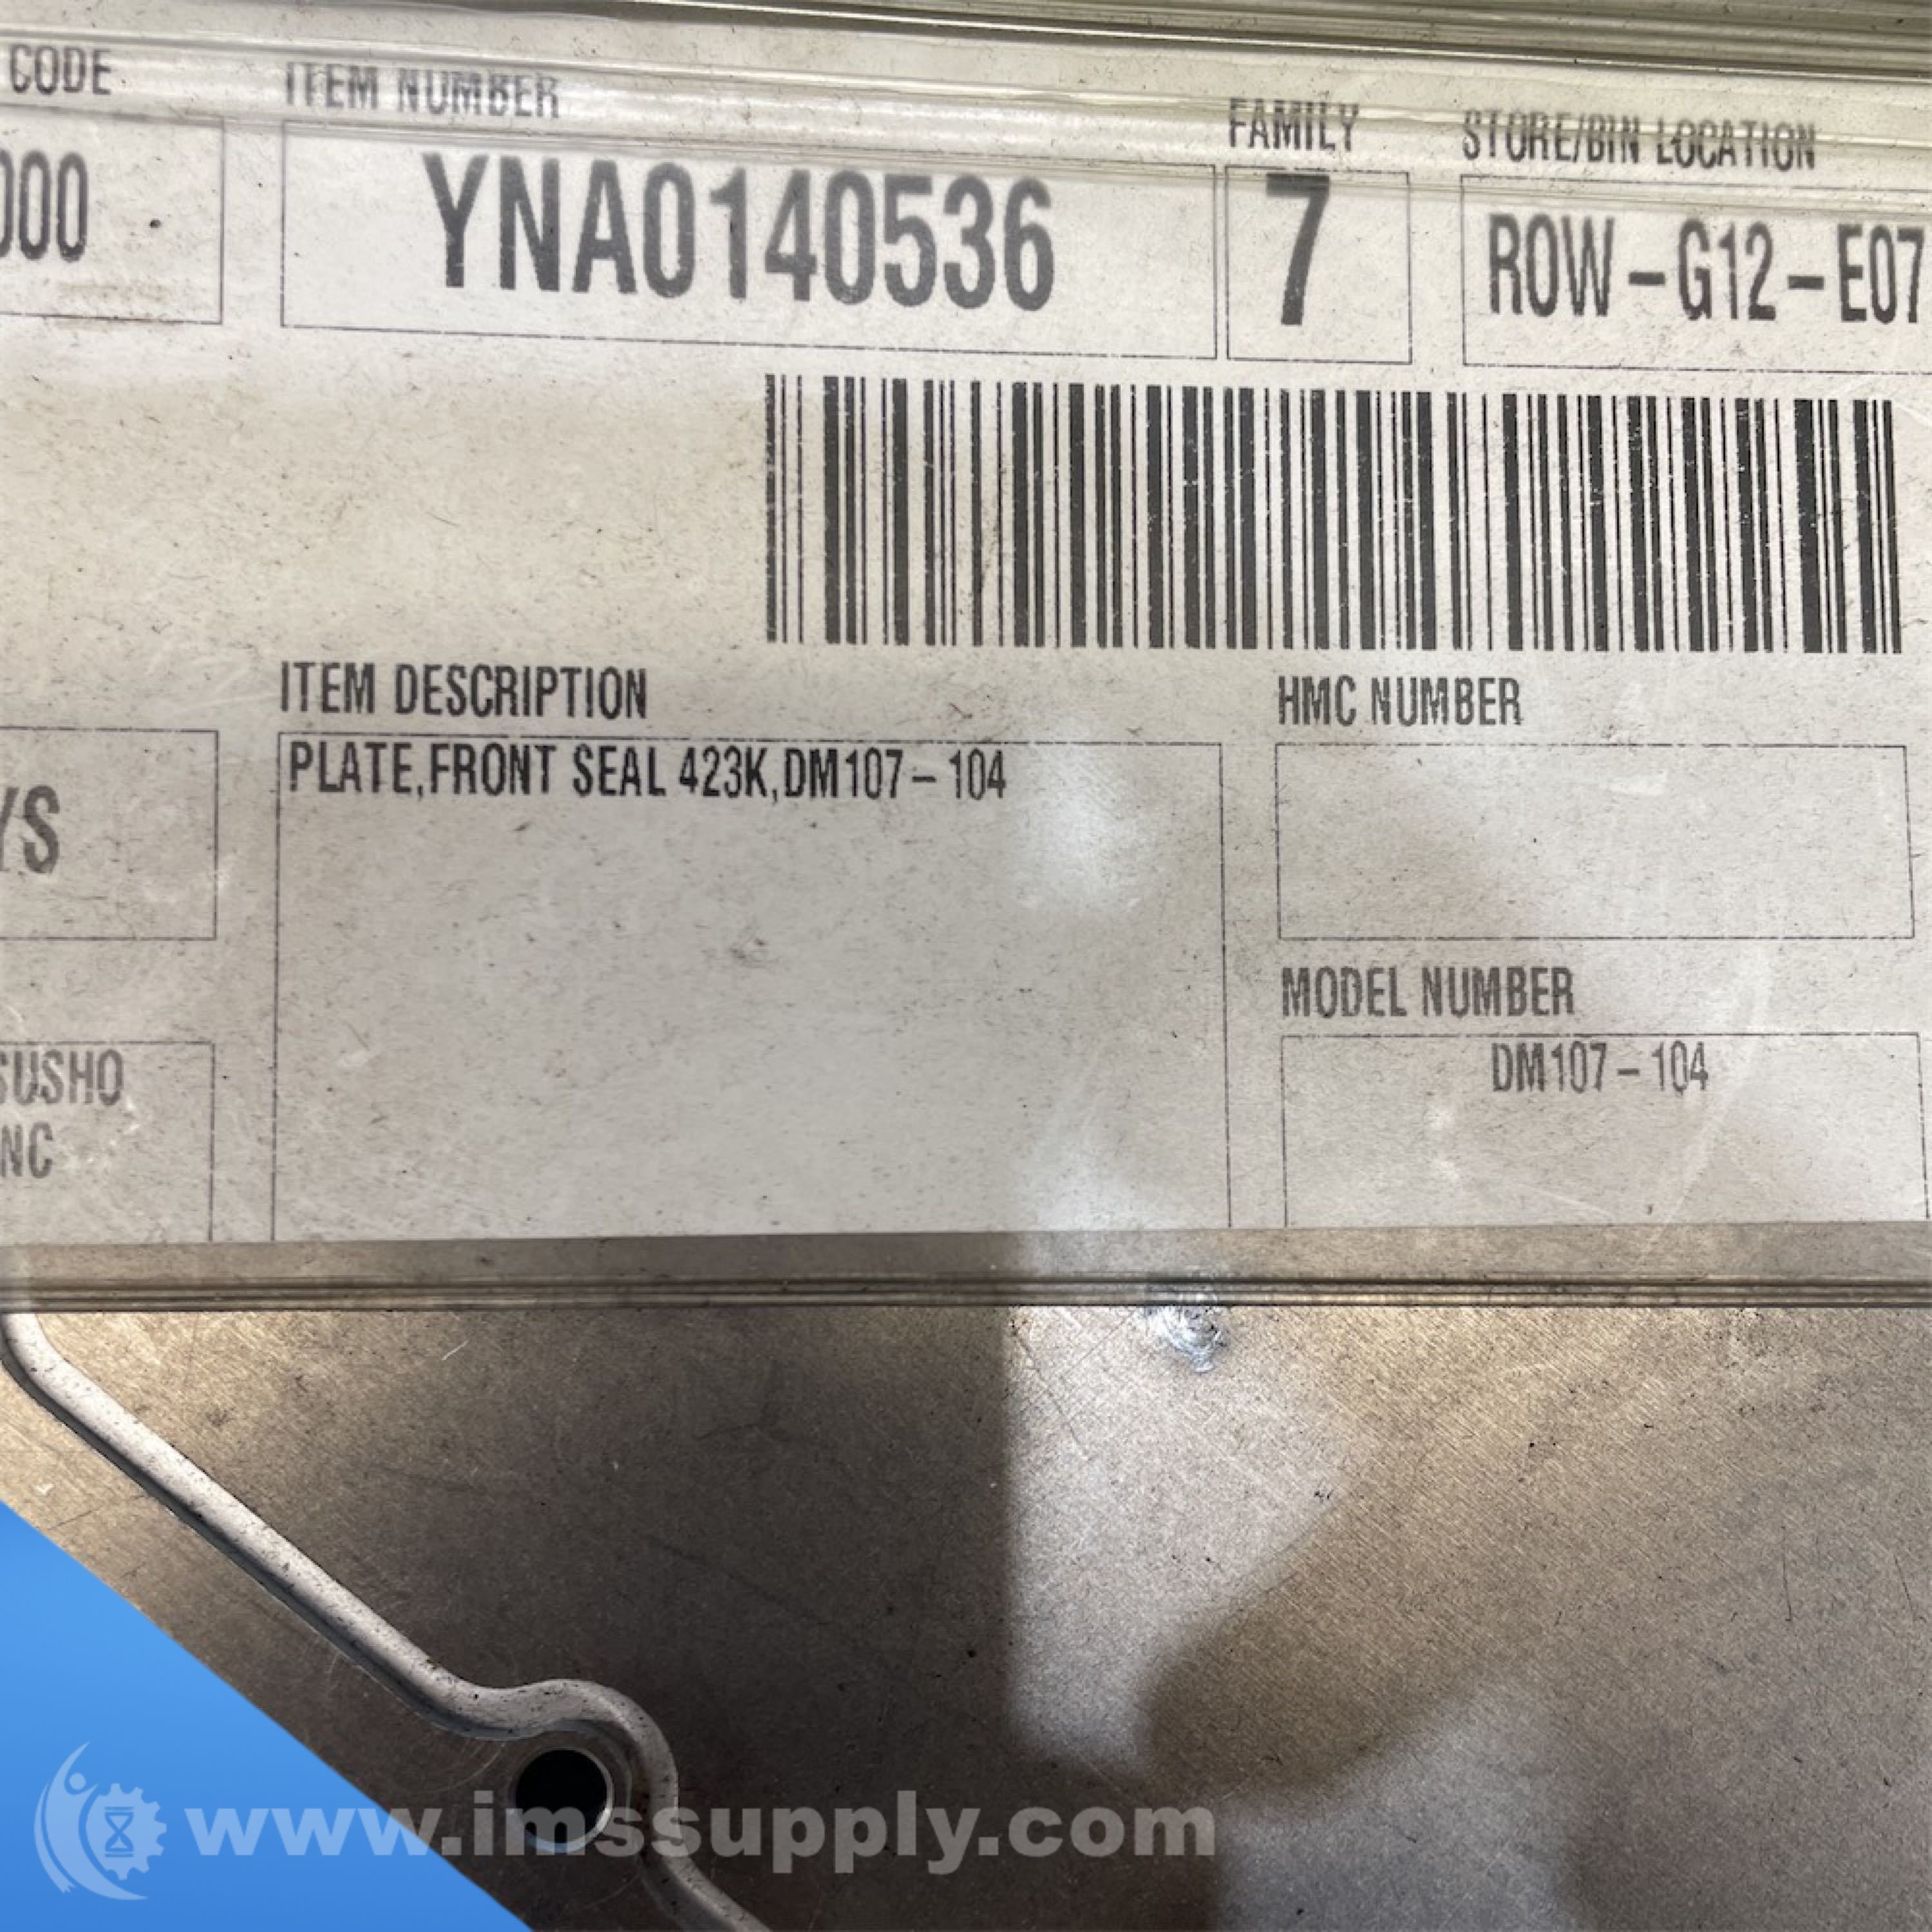 CODE ITEM NUMBER FAMILY STORE/BIN LOCATION
000 YNA0140536 7 ROW-G12-E07
ITEM DESCRIPTION HMC NUMBER
PLATE,FRONT SEAL 423K,DM107-104
YS
MODEL NUMBER
SUSHO DM107-104
NC
www.imssupply.com